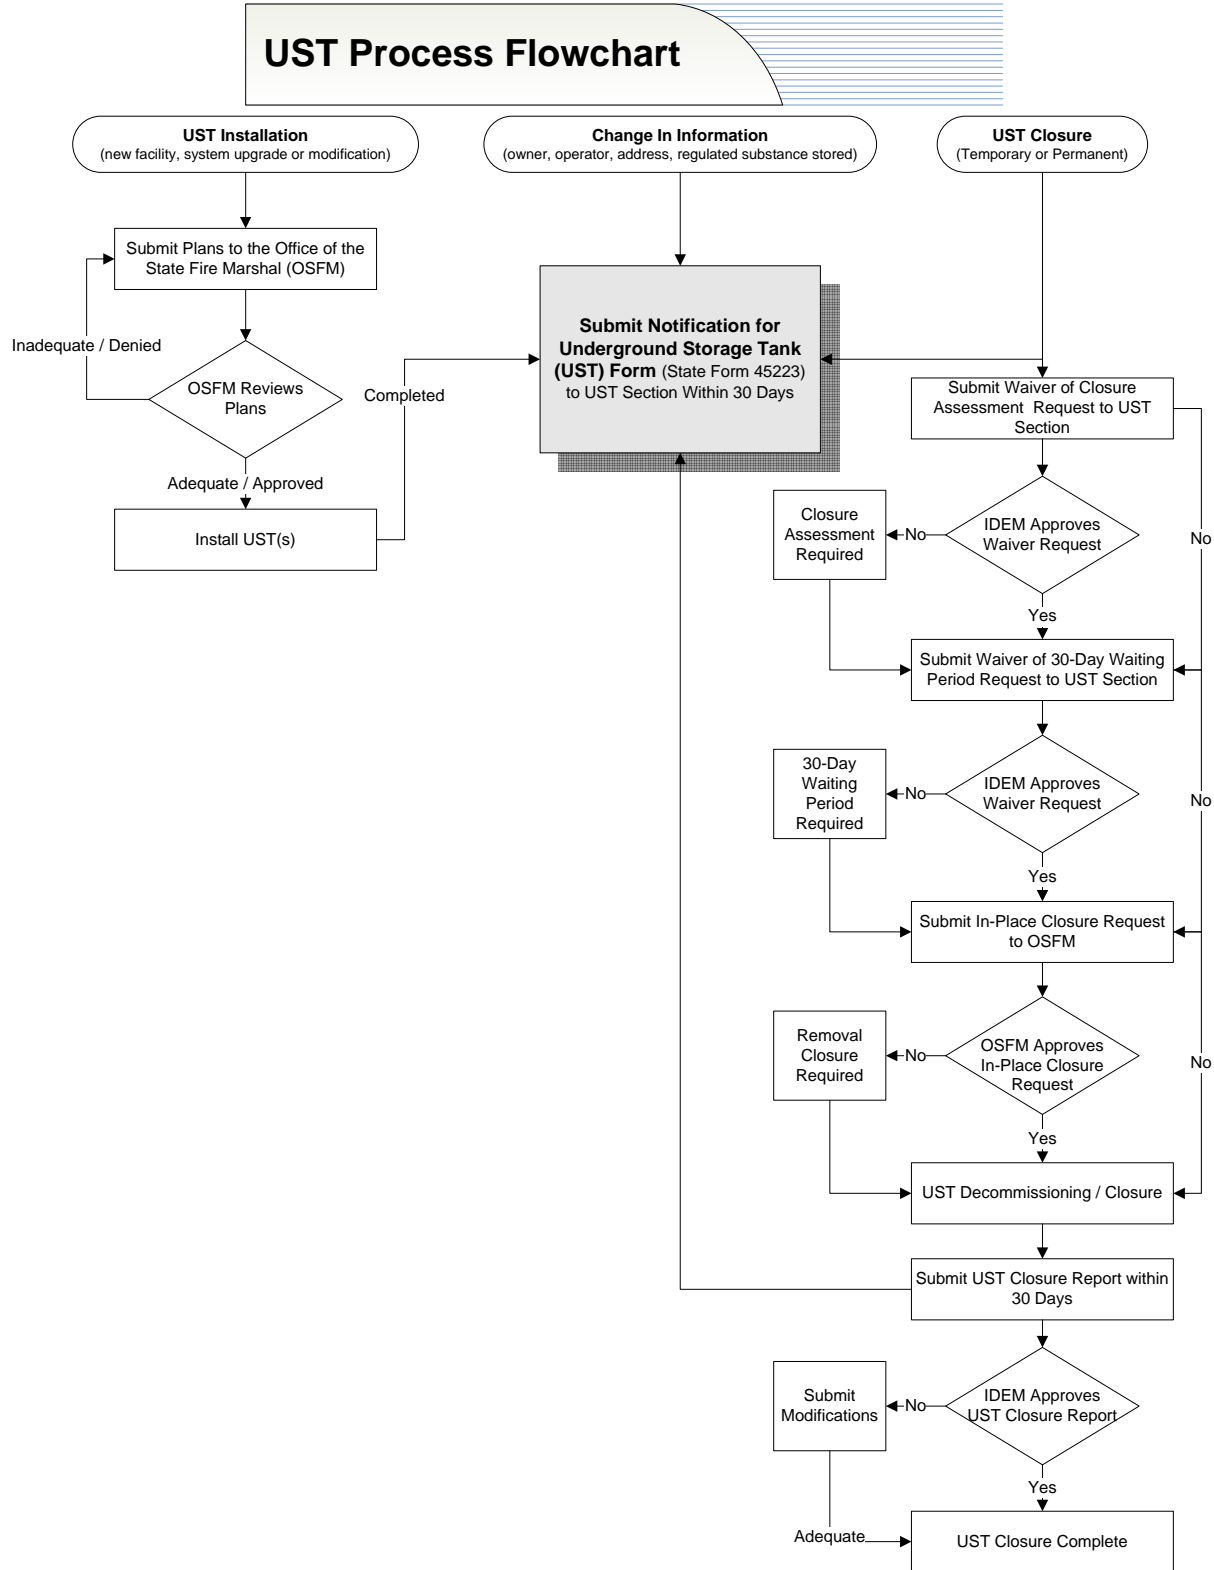 UST Process Flowchart
UST Installation
(new facility, system upgrade or modification)
Change In Information
(owner, operator, address, regulated substance stored)
UST Closure
(Temporary or Permanent)
Submit Plans to the Office of the
State Fire Marshal (OSFM)
Inadequate / Denied
OSFM Reviews
Plans
Adequate / Approved
Install UST(s)
Completed
Submit Notification for
Underground Storage Tank
(UST) Form (State Form 45223)
to UST Section Within 30 Days
Submit Waiver of Closure
Assessment Request to UST
Section
IDEM Approves
Waiver Request
No
Closure
Assessment
Required
No
Yes
Submit Waiver of 30-Day Waiting
Period Request to UST Section
IDEM Approves
Waiver Request
No
30-Day
Waiting
Period
Required
No
Yes
Submit In-Place Closure Request
to OSFM
OSFM Approves
In-Place Closure
Request
No
Removal
Closure
Required
No
Yes
UST Decommissioning / Closure
Submit UST Closure Report within
30 Days
IDEM Approves
UST Closure Report
No
Submit
Modifications
Yes
Adequate
UST Closure Complete